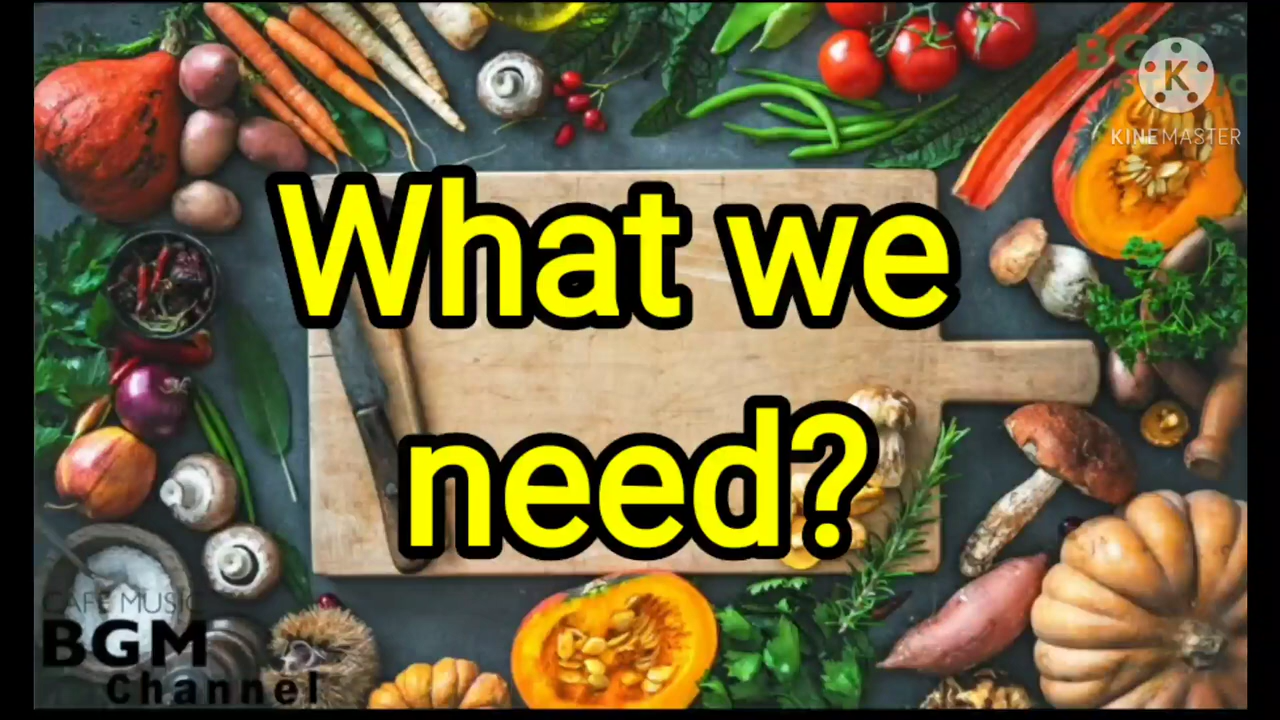 K
KINEMASTER
What we
need?
CAFE MUSIC
BGM
channel